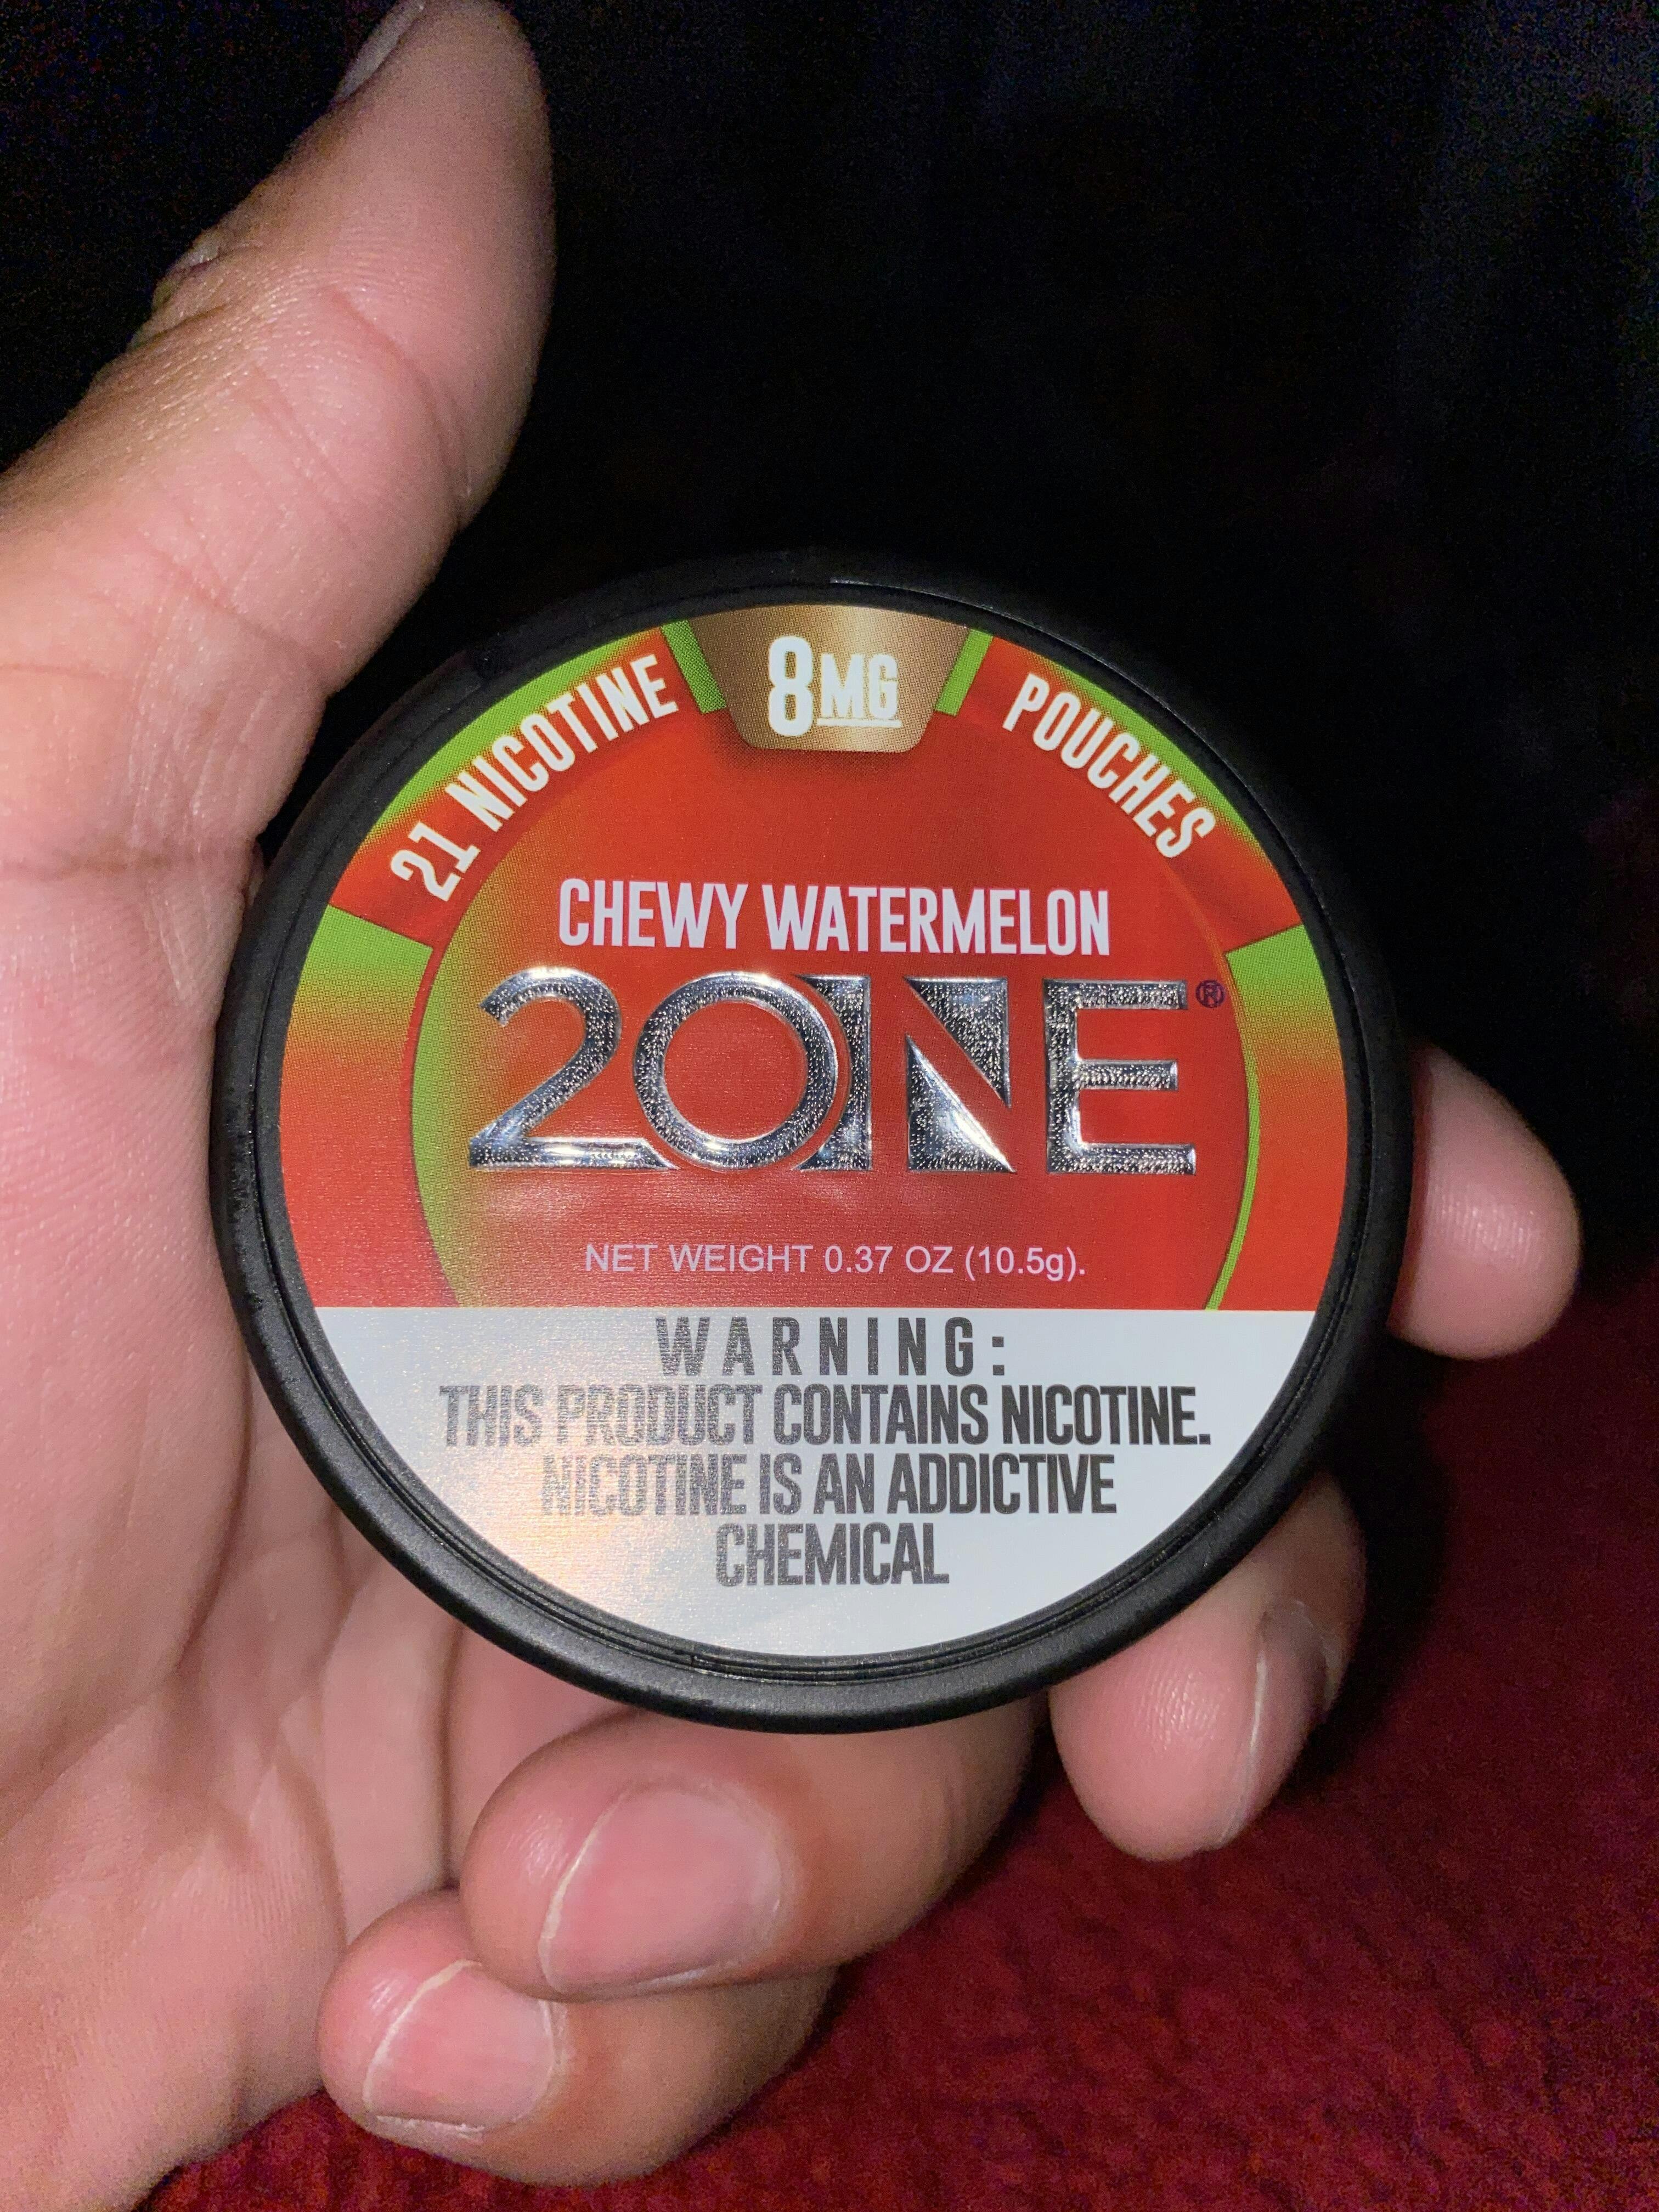 21 NICOTINE 8MG POUCHES
CHEWY WATERMELON
2ONE®
NET WEIGHT 0.37 OZ (10.5g).
WARNING:
THIS PRODUCT CONTAINS NICOTINE.
NICOTINE IS AN ADDICTIVE
CHEMICAL